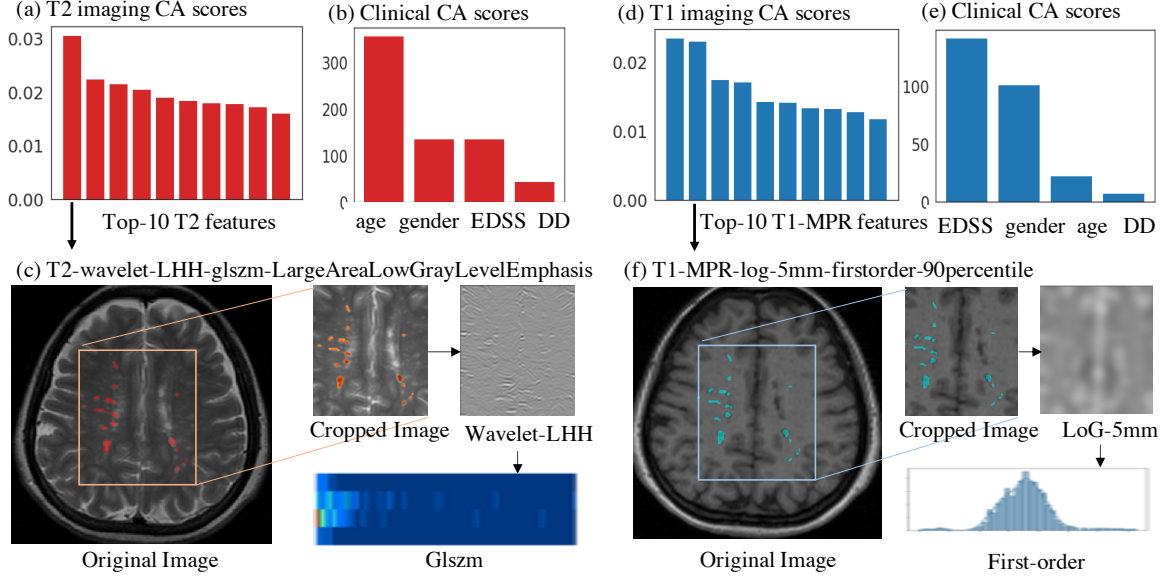 (a) T2 imaging CA scores
0.03
0.02
0.01
0.00
Top-10 T2 features
(b) Clinical CA scores
300
200
100
0
age gender EDSS DD
(c) T2-wavelet-LHH-glszm-LargeAreaLowGrayLevelEmphasis
Original Image
Cropped Image
Wavelet-LHH
Glszm
(d) T1 imaging CA scores
0.02
0.01
0.00
Top-10 T1-MPR features
(e) Clinical CA scores
100
50
0
EDSS gender age DD
(f) T1-MPR-log-5mm-firstorder-90percentile
Original Image
Cropped Image
LoG-5mm
First-order